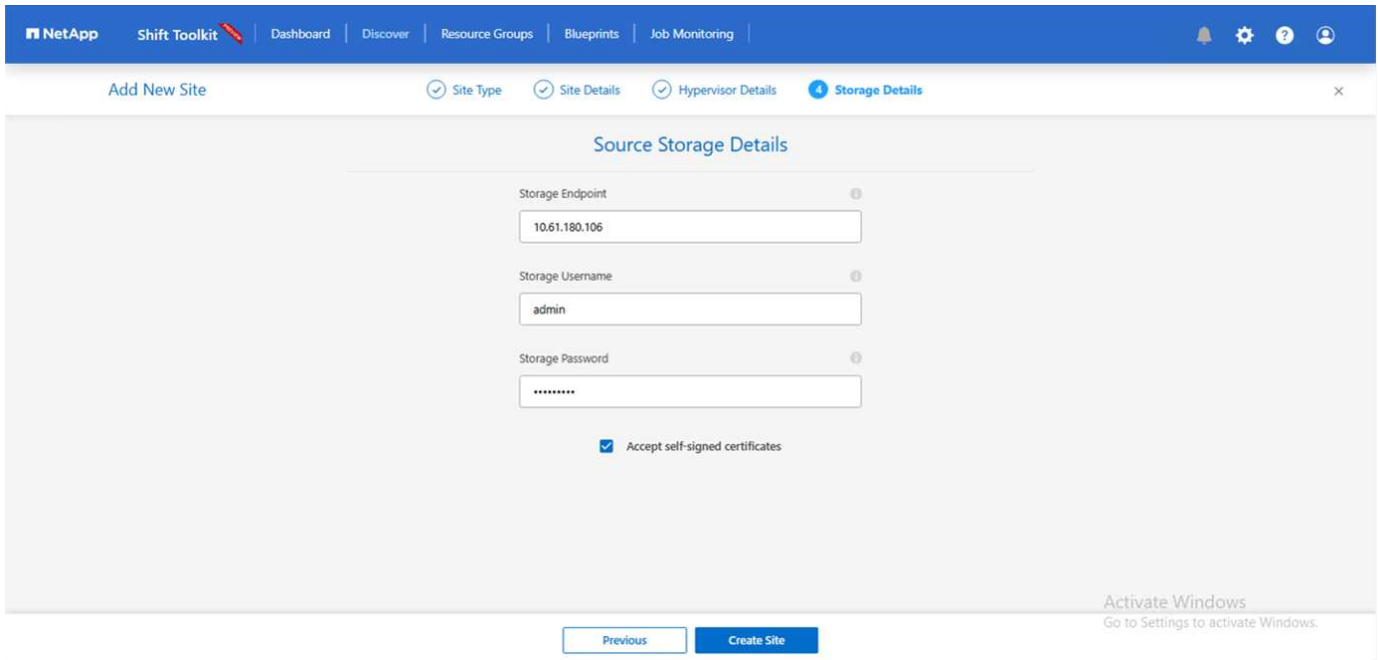 NetApp Shift Toolkit PREVIEW Dashboard Discover Resource Groups Blueprints Job Monitoring ?
Add New Site Site Type Site Details Hypervisor Details 4 Storage Details ×
Source Storage Details
Storage Endpoint
10.61.180.106
Storage Username
admin
Storage Password
•••••••••
Accept self-signed certificates
Activate Windows
Go to Settings to activate Windows.
Previous Create Site